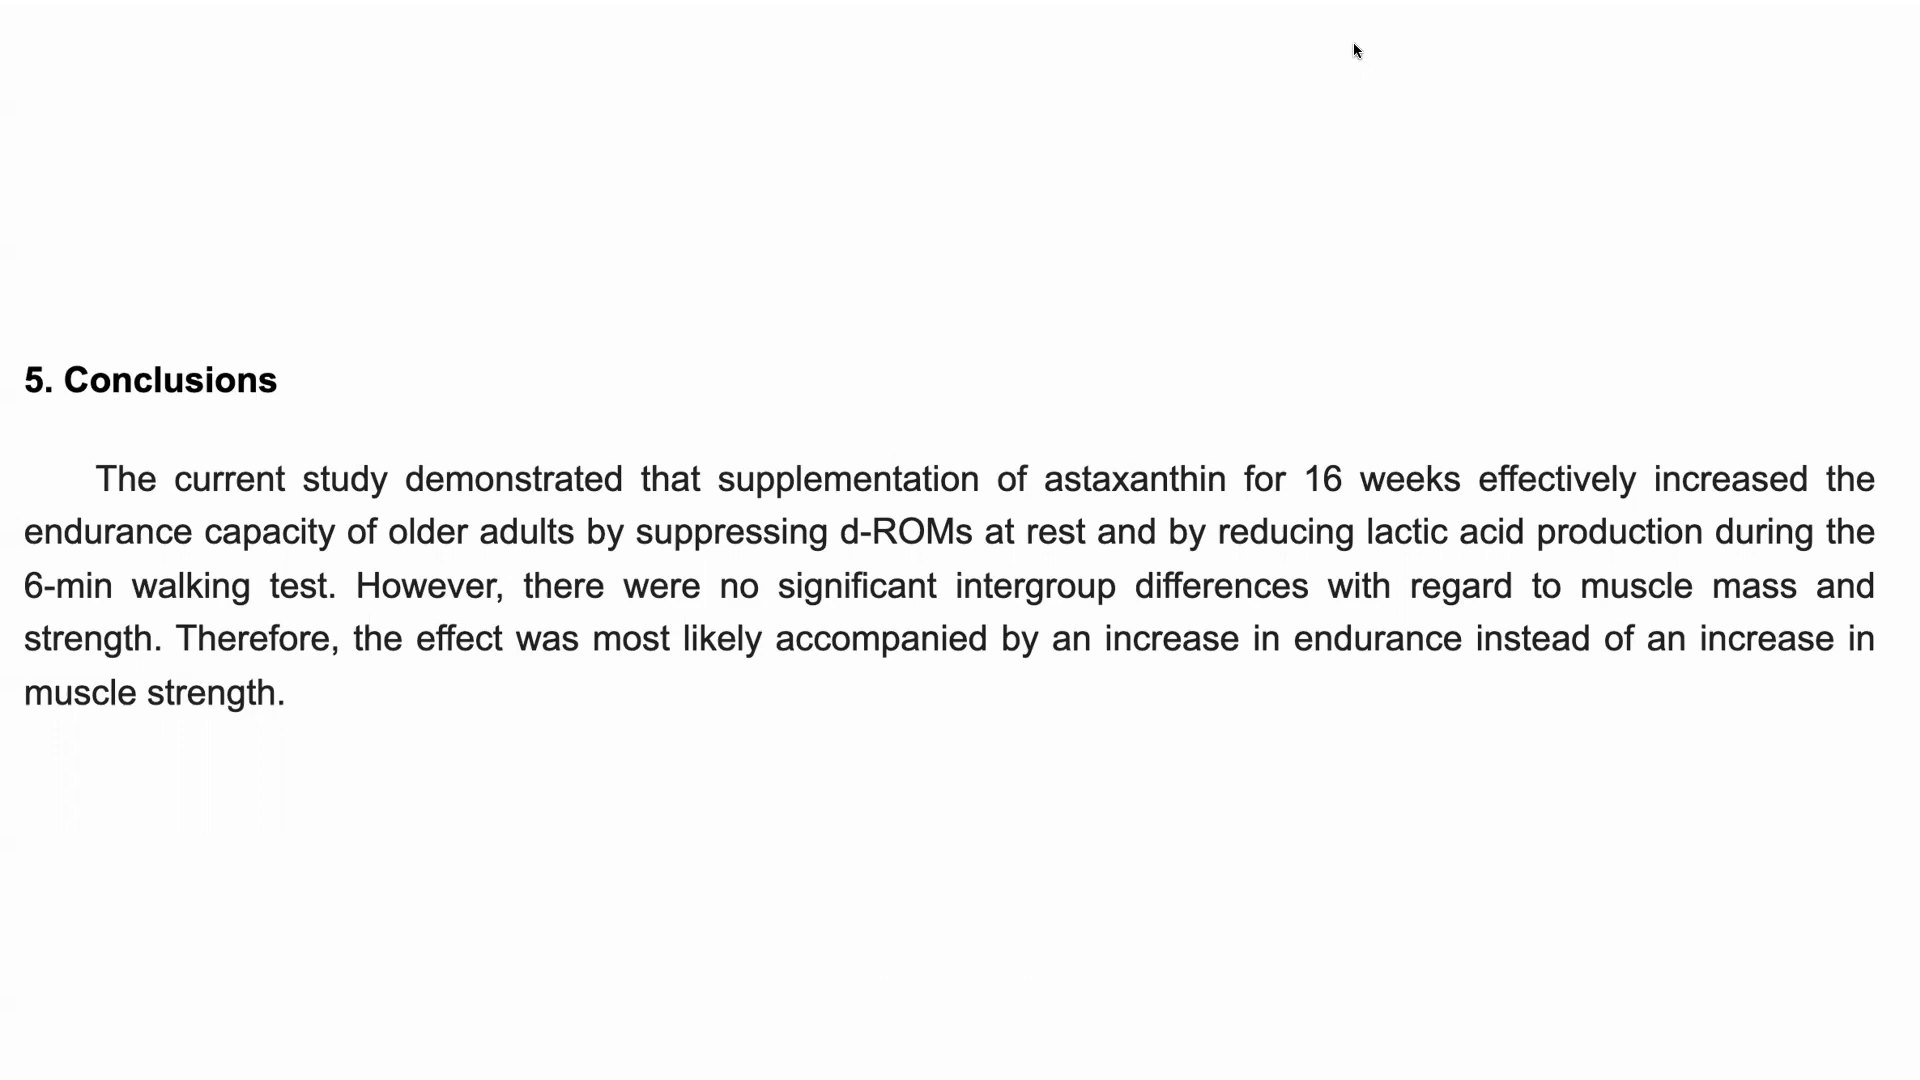 5. Conclusions
The current study demonstrated that supplementation of astaxanthin for 16 weeks effectively increased the
endurance capacity of older adults by suppressing d-ROMs at rest and by reducing lactic acid production during the
6-min walking test. However, there were no significant intergroup differences with regard to muscle mass and
strength. Therefore, the effect was most likely accompanied by an increase in endurance instead of an increase in
muscle strength.